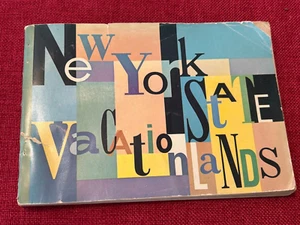 NeW York
STATE
VaCAtionLaNDS